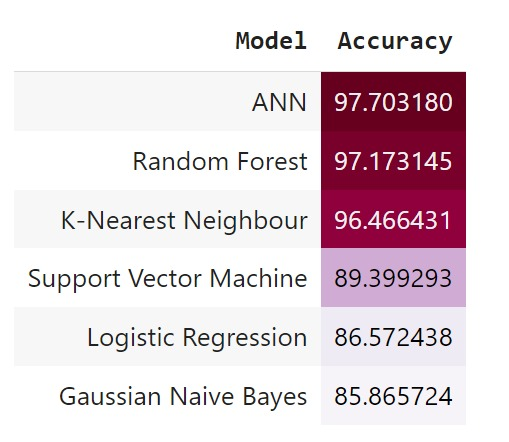 Model Accuracy
ANN 97.703180
Random Forest 97.173145
K-Nearest Neighbour 96.466431
Support Vector Machine 89.399293
Logistic Regression 86.572438
Gaussian Naive Bayes 85.865724